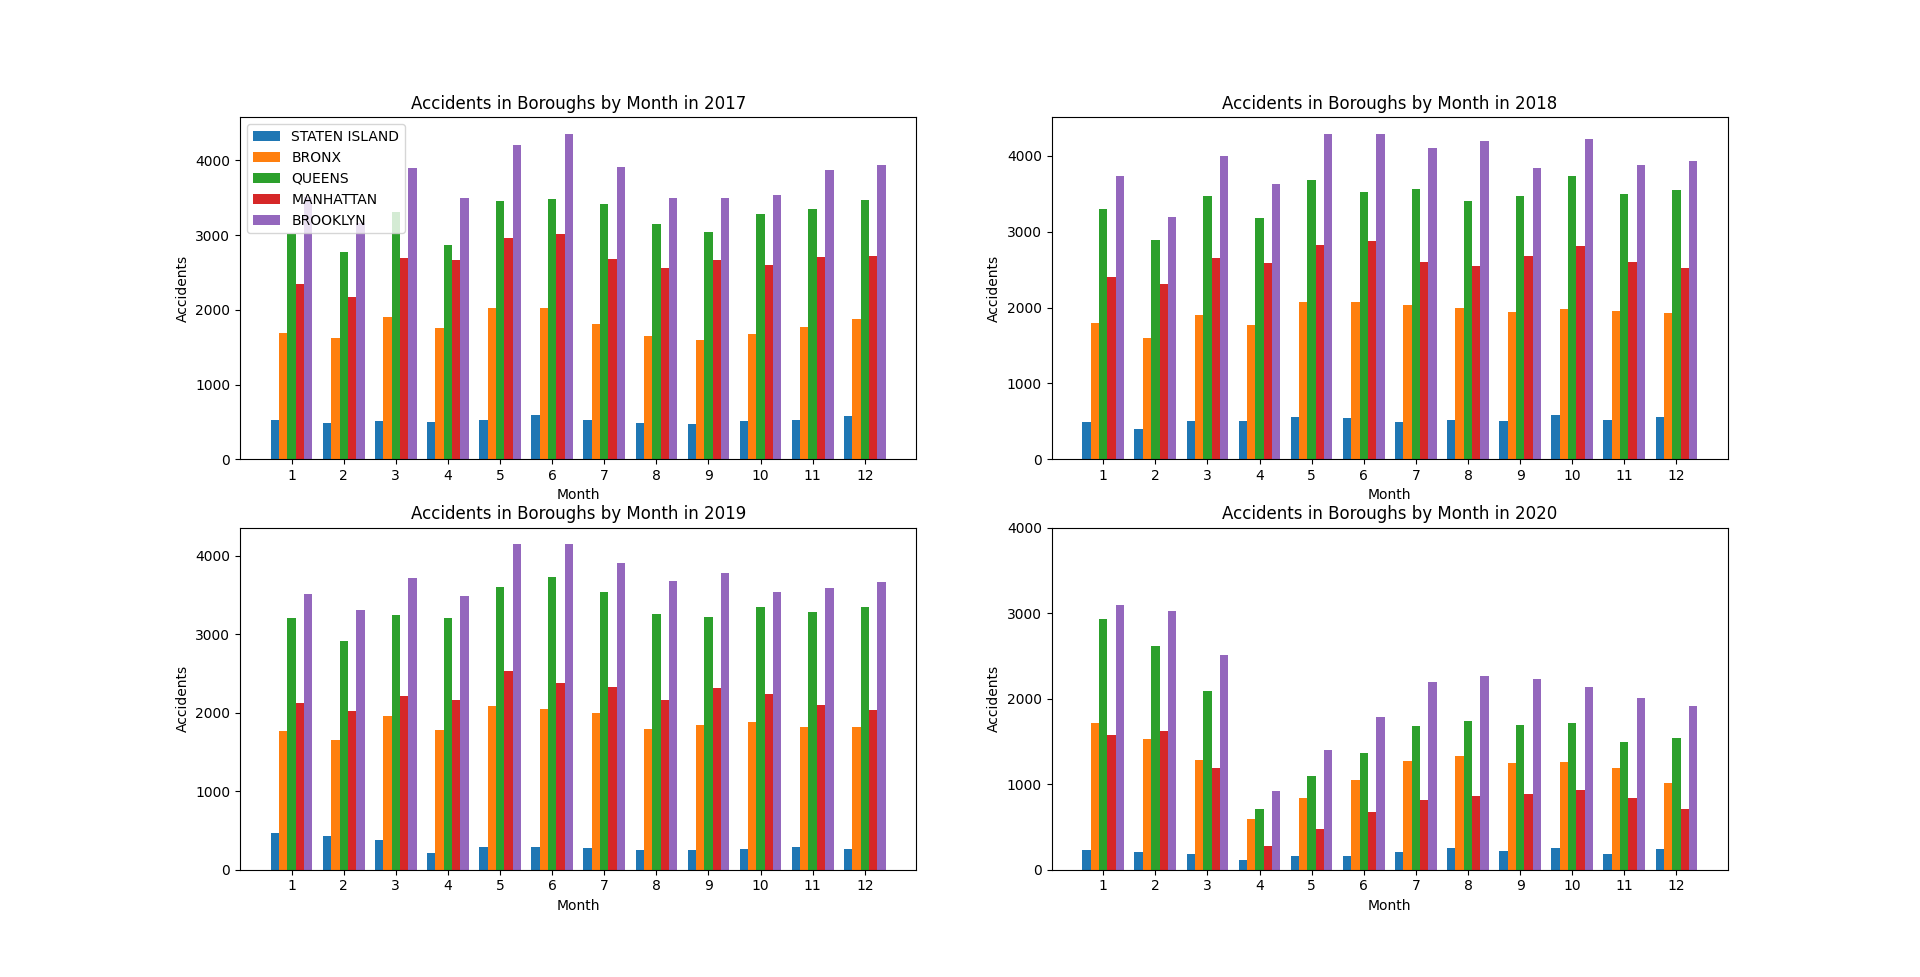 Accidents in Boroughs by Month in 2017
STATEN ISLAND
BRONX
QUEENS
MANHATTAN
BROOKLYN
Accidents
4000
3000
2000
1000
0
1 2 3 4 5 6 7 8 9 10 11 12
Month
Accidents in Boroughs by Month in 2018
Accidents
4000
3000
2000
1000
0
1 2 3 4 5 6 7 8 9 10 11 12
Month
Accidents in Boroughs by Month in 2019
Accidents
4000
3000
2000
1000
0
1 2 3 4 5 6 7 8 9 10 11 12
Month
Accidents in Boroughs by Month in 2020
Accidents
4000
3000
2000
1000
0
1 2 3 4 5 6 7 8 9 10 11 12
Month